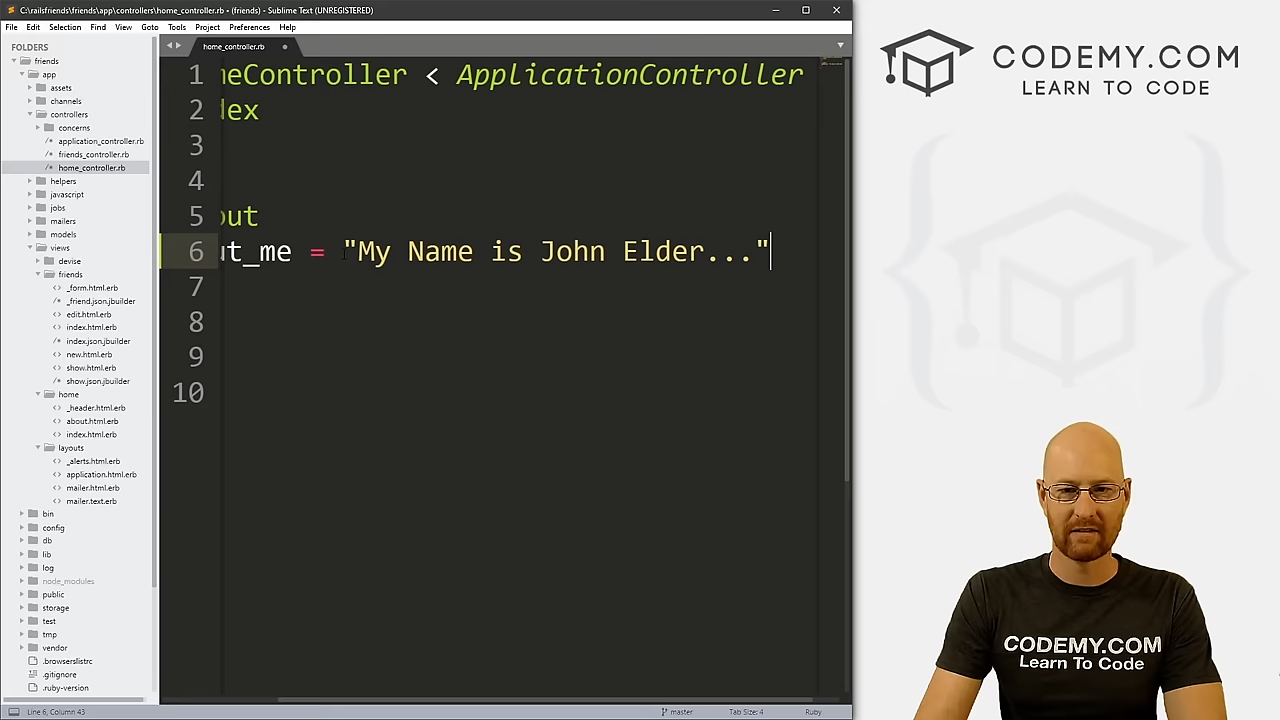 C:\railsfriends\friends\app\controllers\home_controller.rb • (friends) - Sublime Text (UNREGISTERED)
File Edit Selection Find View Goto Tools Project Preferences Help
FOLDERS
friends
app
assets
channels
controllers
concerns
application_controller.rb
friends_controller.rb
home_controller.rb
helpers
javascript
jobs
mailers
models
views
devise
friends
_form.html.erb
_friend.json.jbuilder
edit.html.erb
index.html.erb
index.json.jbuilder
new.html.erb
show.html.erb
show.json.jbuilder
home
_header.html.erb
about.html.erb
index.html.erb
layouts
_alerts.html.erb
application.html.erb
mailer.html.erb
mailer.text.erb
bin
config
db
lib
log
node_modules
public
storage
test
tmp
vendor
.browserslistrc
.gitignore
.ruby-version
home_controller.rb
1 meController < ApplicationController
2 dex
3
4
5 out
6 ut_me = "My Name is John Elder..."
7
8
9
10
Line 6, Column 43
master
Tab Size: 4
Ruby
CODEMY.COM
LEARN TO CODE
CODEMY.COM
Learn To Code